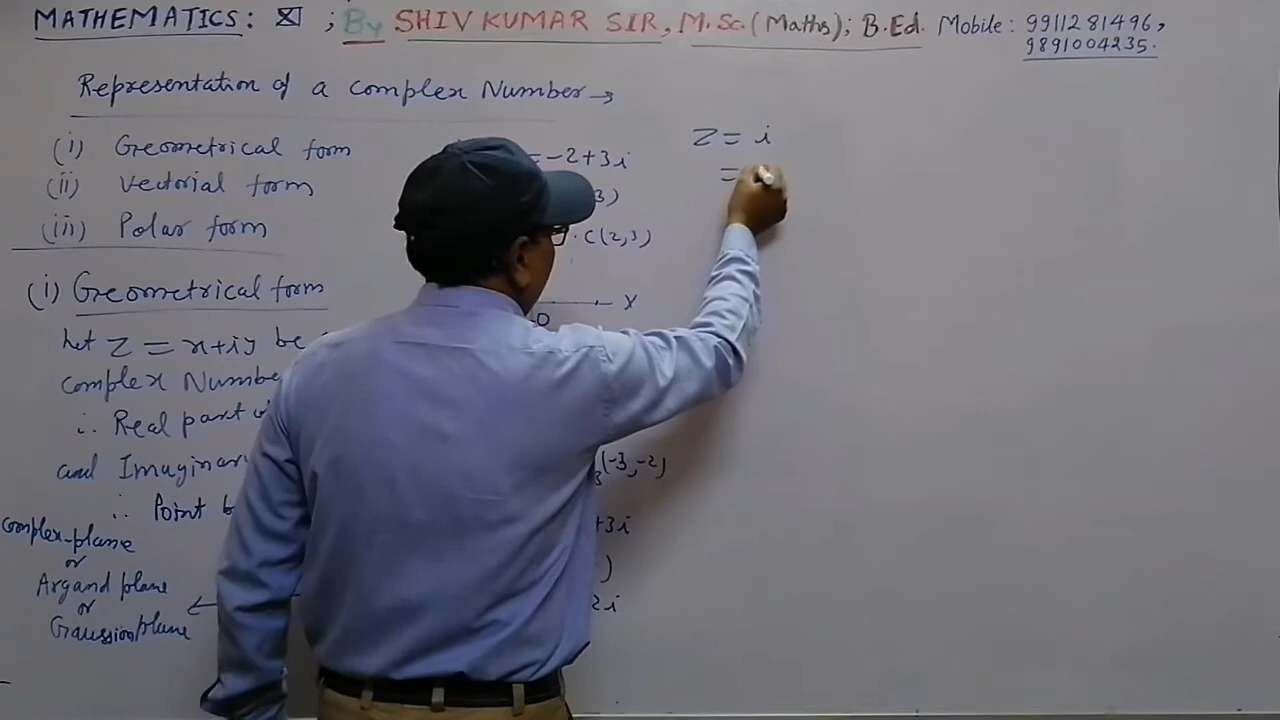 MATHEMATICS: XI ; By SHIV KUMAR SIR, M.Sc.(Maths); B.Ed. Mobile: 9911281496,
9891004235.
Representation of a Complex Number →
(i) Geometrical form
(ii) Vectorial form
(iii) Polar form
(i) Geometrical form
Let Z = x+iy be
Complex Numbe
∴ Real part
and Imaginar
∴ Point
Complex-plane
or
Argand plane
or
Gaussion plane ←
= -2+3i
3)
C(2,3)
X
O
(-3,-2)
+3i
)
2i
Z = i
=